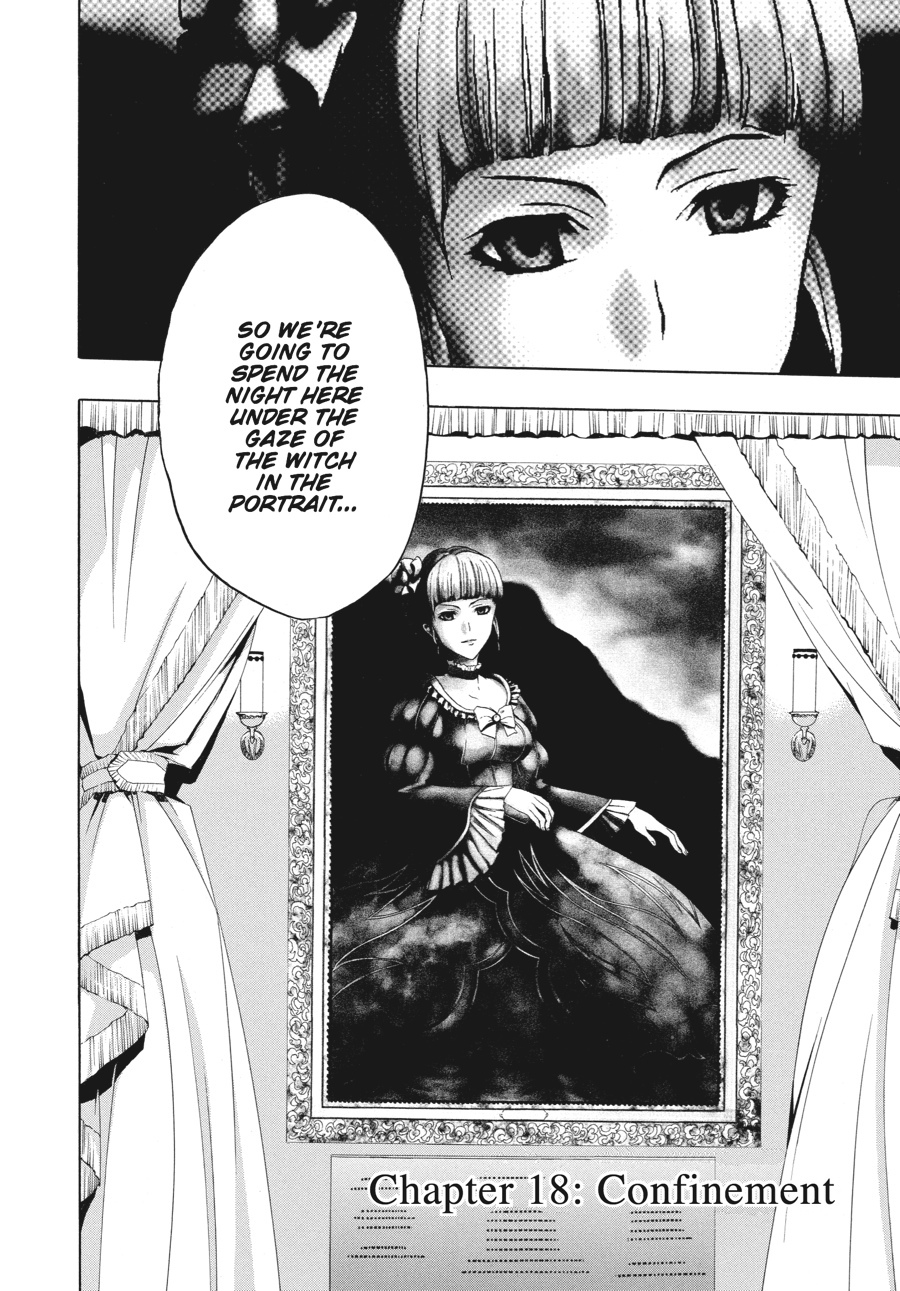 SO WE'RE
GOING TO
SPEND THE
NIGHT HERE
UNDER THE
GAZE OF
THE WITCH
IN THE
PORTRAIT...
Chapter 18: Confinement